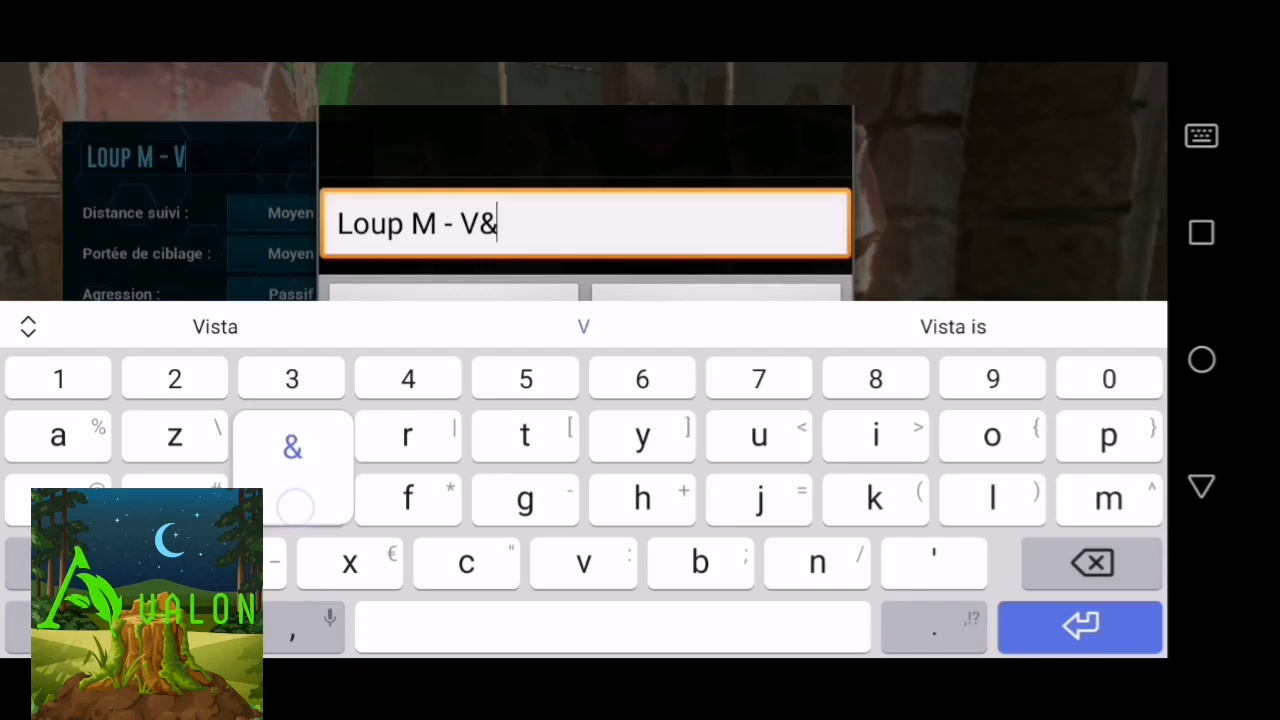 LOUP M - V
Distance suivi : Moyen
Portée de ciblage : Moyen
Agression : Passif
Loup M - V&
Vista V Vista is
1 2 3 4 5 6 7 8 9 0
a % z \ & r | t [ y ] u < i > o { p }
f * g - h + j = k ( l ) m ^
- x € c " v : b ; n / '
, . ,!?
AVALON